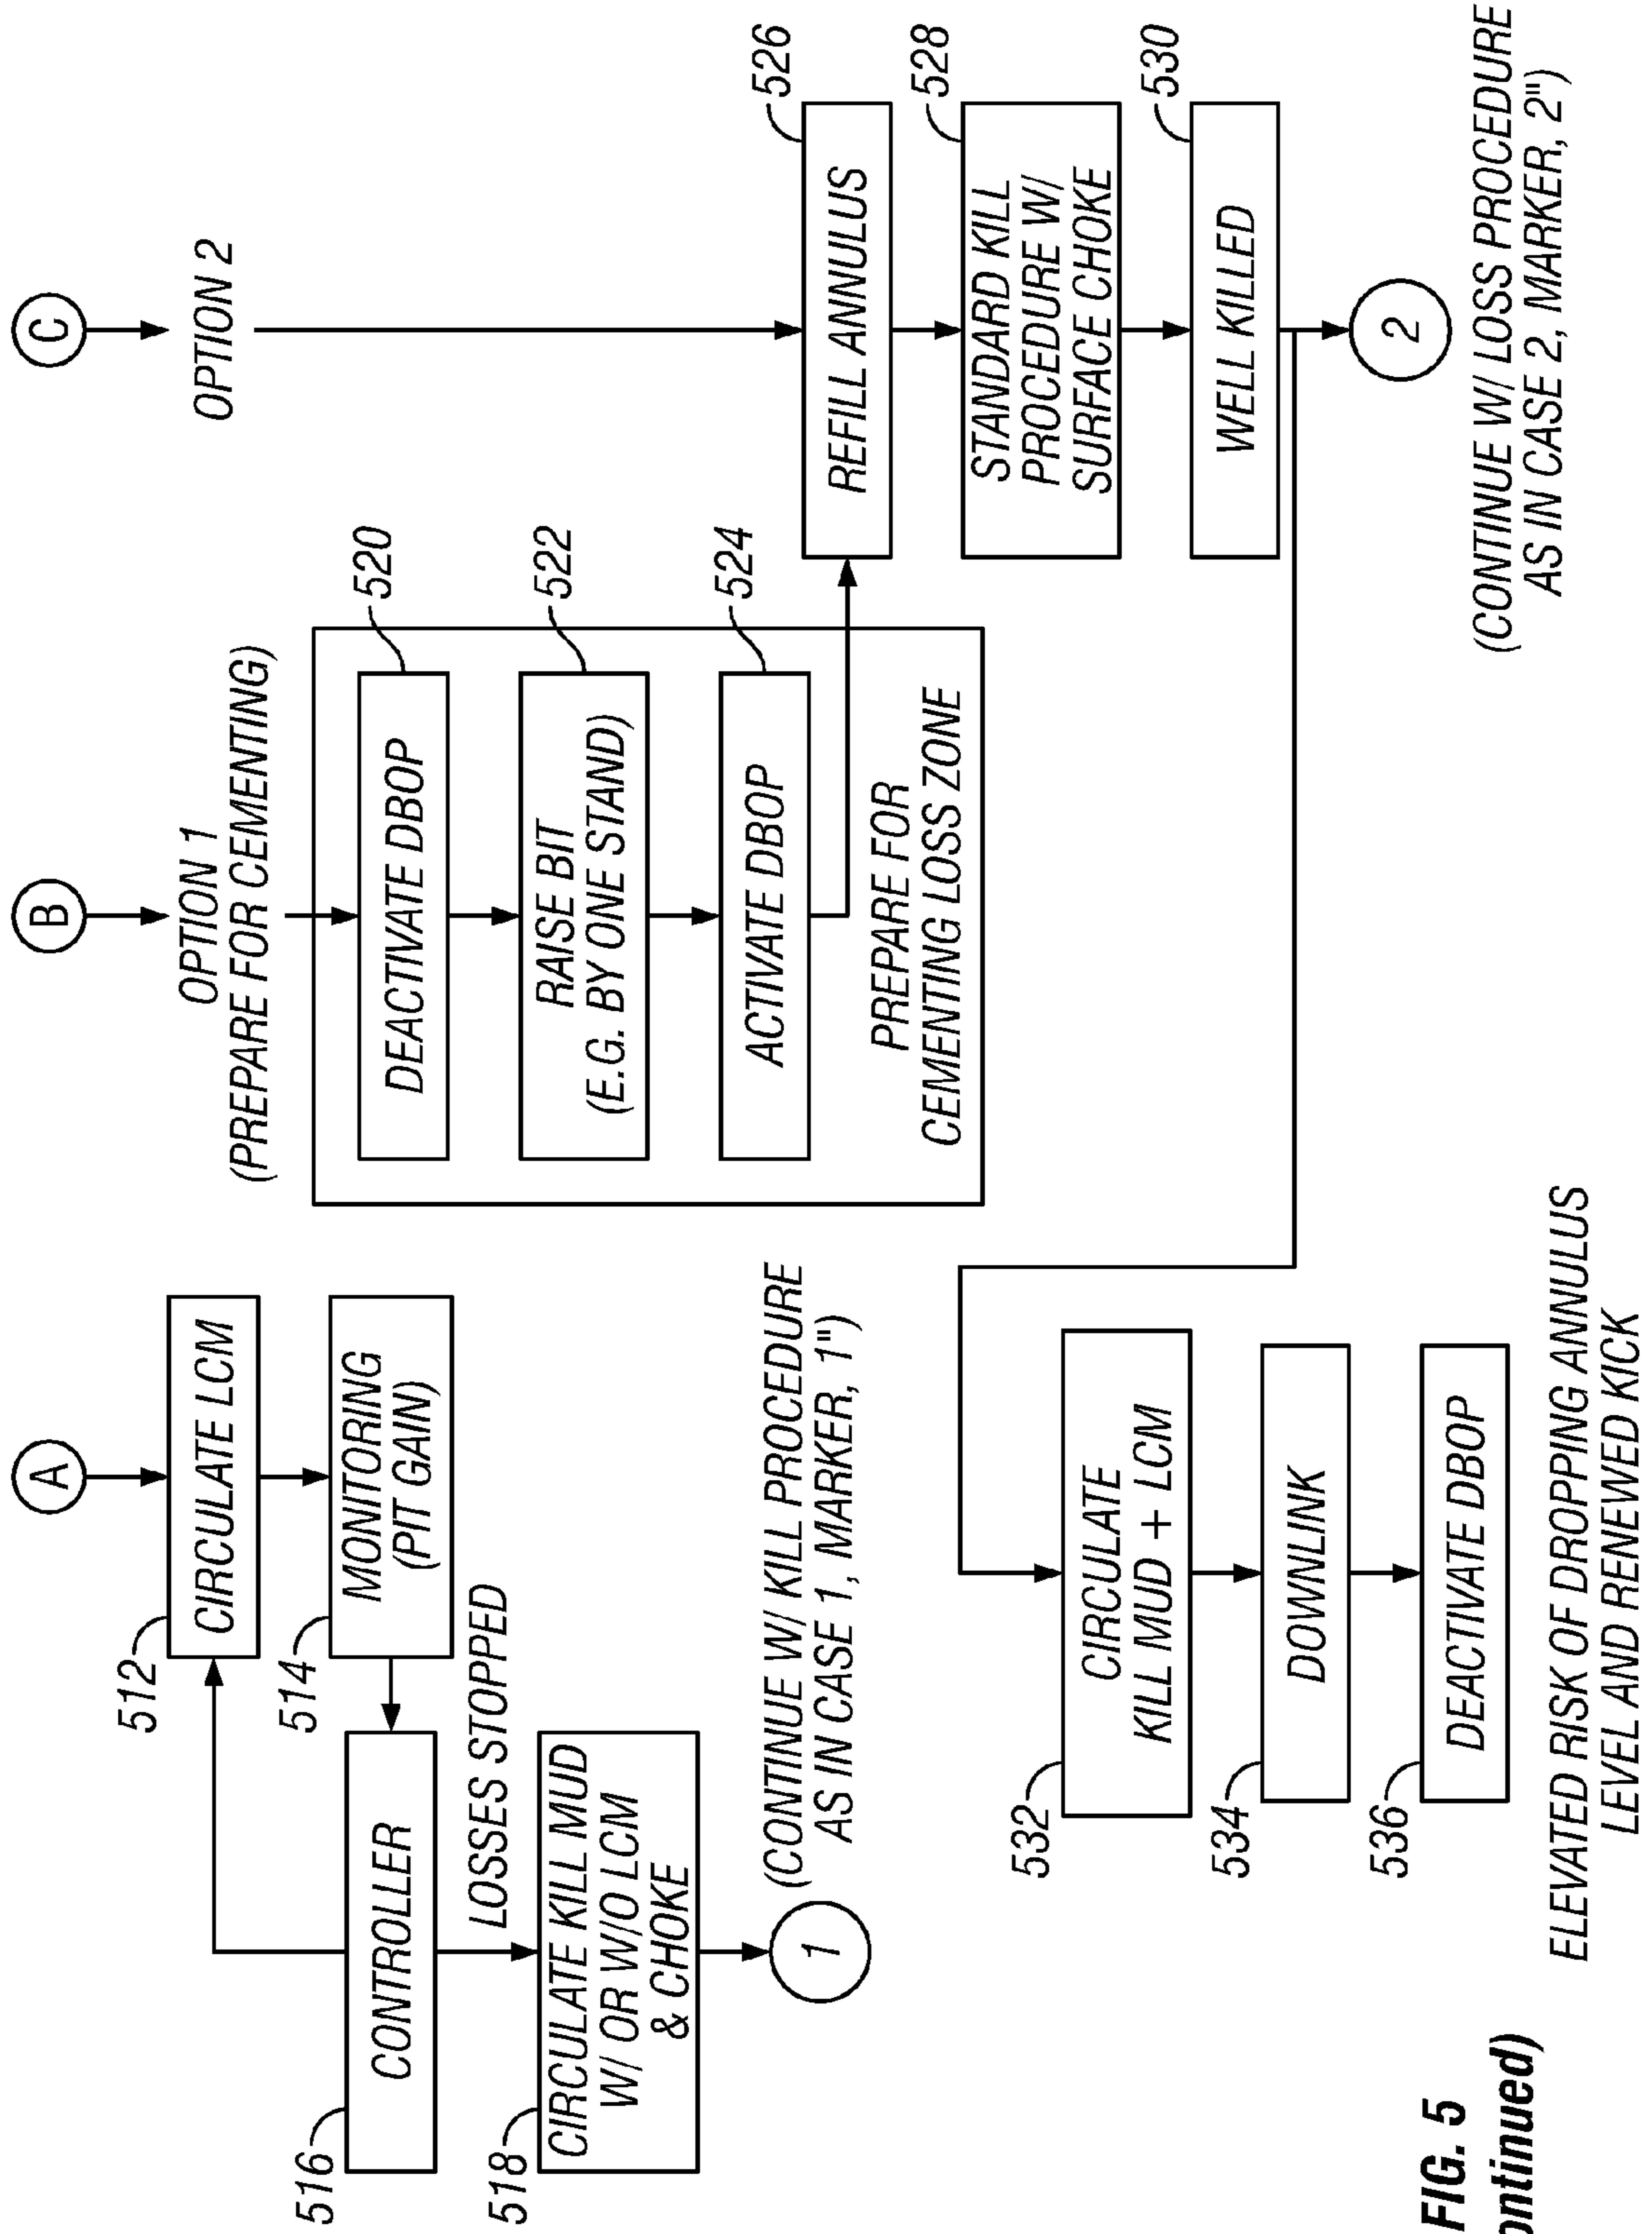 A
512
CIRCULATE LCM
514
MONITORING
(PIT GAIN)
516
CONTROLLER
LOSSES STOPPED
518
CIRCULATE KILL MUD
W/ OR W/O LCM
& CHOKE
1
(CONTINUE W/ KILL PROCEDURE
AS IN CASE 1, MARKER, 1")
B
OPTION 1
(PREPARE FOR CEMENTING)
520
DEACTIVATE DBOP
522
RAISE BIT
(E.G. BY ONE STAND)
524
ACTIVATE DBOP
PREPARE FOR
CEMENTING LOSS ZONE
C
OPTION 2
526
REFILL ANNULUS
528
STANDARD KILL
PROCEDURE W/
SURFACE CHOKE
530
WELL KILLED
2
(CONTINUE W/ LOSS PROCEDURE
AS IN CASE 2, MARKER, 2")
532
CIRCULATE
KILL MUD + LCM
534
DOWNLINK
536
DEACTIVATE DBOP
ELEVATED RISK OF DROPPING ANNULUS
LEVEL AND RENEWED KICK
FIG. 5
ontinued)